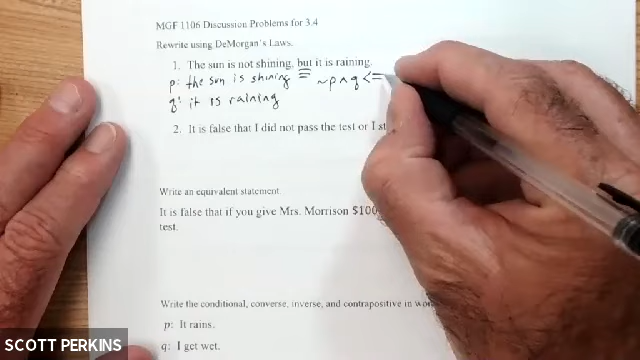 MGF 1106 Discussion Problems for 3.4
Rewrite using DeMorgan's Laws.
1. The sun is not shining, but it is raining.
p: the sun is shining ≡ ~p ∧ q <=
q: it is raining
2. It is false that I did not pass the test or I
Write an equivalent statement.
It is false that if you give Mrs. Morrison $100
test.
Write the conditional, converse, inverse, and contrapositive in
p: It rains.
q: I get wet.
SCOTT PERKINS